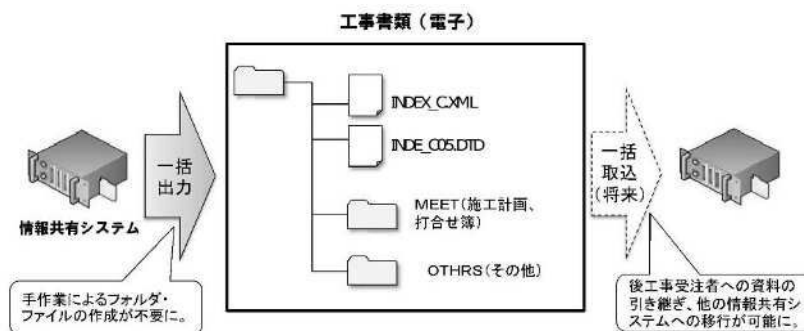 工事書類（電子）
INDEX_C.XML
INDE_C05.DTD
MEET（施工計画、
打合せ簿）
OTHRS（その他）
一括
出力
情報共有システム
手作業によるフォルダ・
ファイルの作成が不要に。
一括
取込
（将来）
後工事受注者への資料の
引き継ぎ、他の情報共有シ
ステムへの移行が可能に。